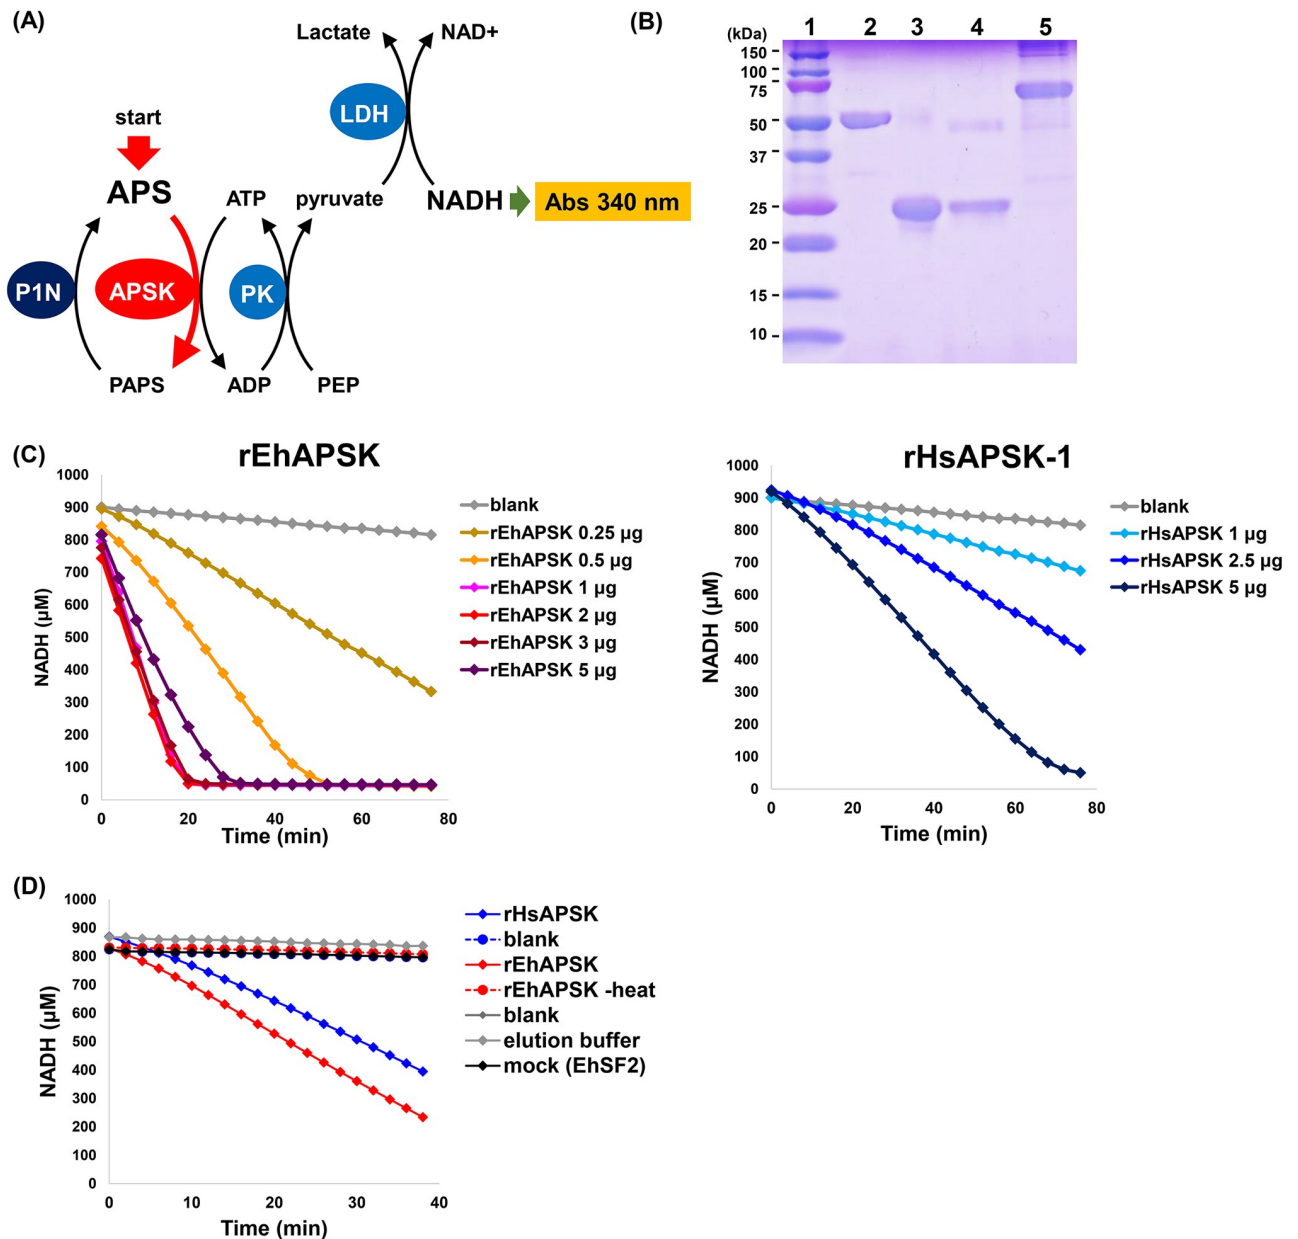 (A)
Lactate
NAD+
LDH
start
APS
ATP
pyruvate
NADH
Abs 340 nm
P1N
APSK
PK
PAPS
ADP
PEP
(B)
(kDa)
1 2 3 4 5
150
100
75
50
37
25
20
15
10
(C)
rEhAPSK
NADH (µM)
1000
900
800
700
600
500
400
300
200
100
0
0 20 40 60 80
Time (min)
blank
rEhAPSK 0.25 µg
rEhAPSK 0.5 µg
rEhAPSK 1 µg
rEhAPSK 2 µg
rEhAPSK 3 µg
rEhAPSK 5 µg
rHsAPSK-1
NADH (µM)
1000
900
800
700
600
500
400
300
200
100
0
0 20 40 60 80
Time (min)
blank
rHsAPSK 1 µg
rHsAPSK 2.5 µg
rHsAPSK 5 µg
(D)
NADH (µM)
1000
900
800
700
600
500
400
300
200
100
0
0 10 20 30 40
Time (min)
rHsAPSK
blank
rEhAPSK
rEhAPSK -heat
blank
elution buffer
mock (EhSF2)